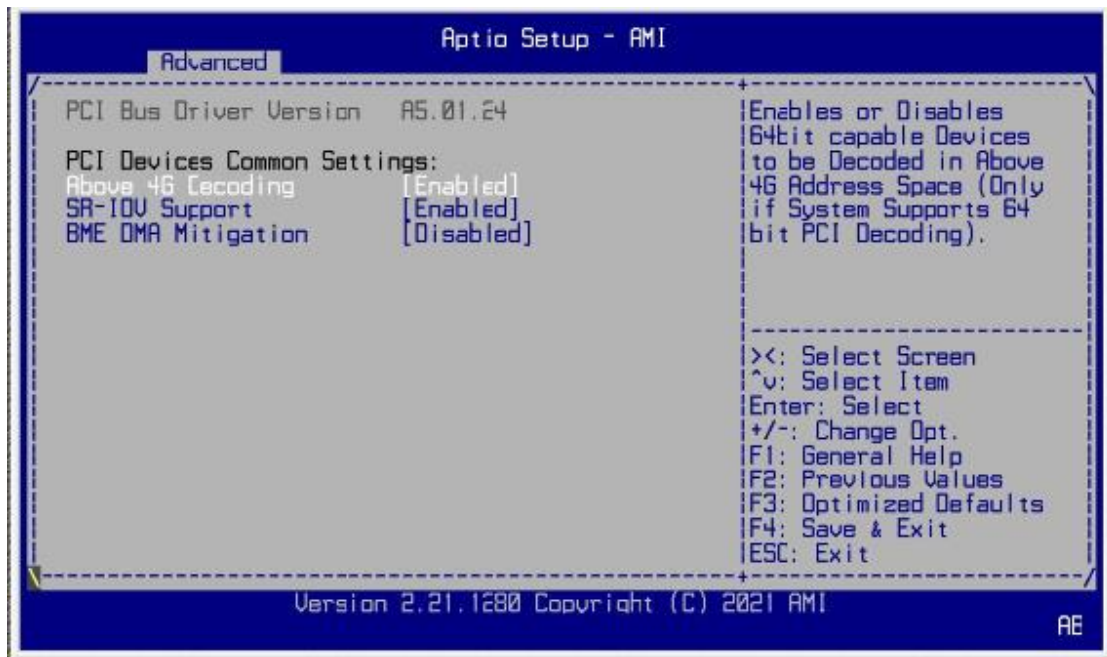 Aptio Setup - AMI
Advanced
PCI Bus Driver Version A5.01.24
PCI Devices Common Settings:
Above 4G Decoding [Enabled]
SR-IOV Support [Enabled]
BME DMA Mitigation [Disabled]
Enables or Disables
64bit capable Devices
to be Decoded in Above
4G Address Space (Only
if System Supports 64
bit PCI Decoding).
><: Select Screen
^v: Select Item
Enter: Select
+/-: Change Opt.
F1: General Help
F2: Previous Values
F3: Optimized Defaults
F4: Save & Exit
ESC: Exit
Version 2.21.1280 Copyright (C) 2021 AMI
AE